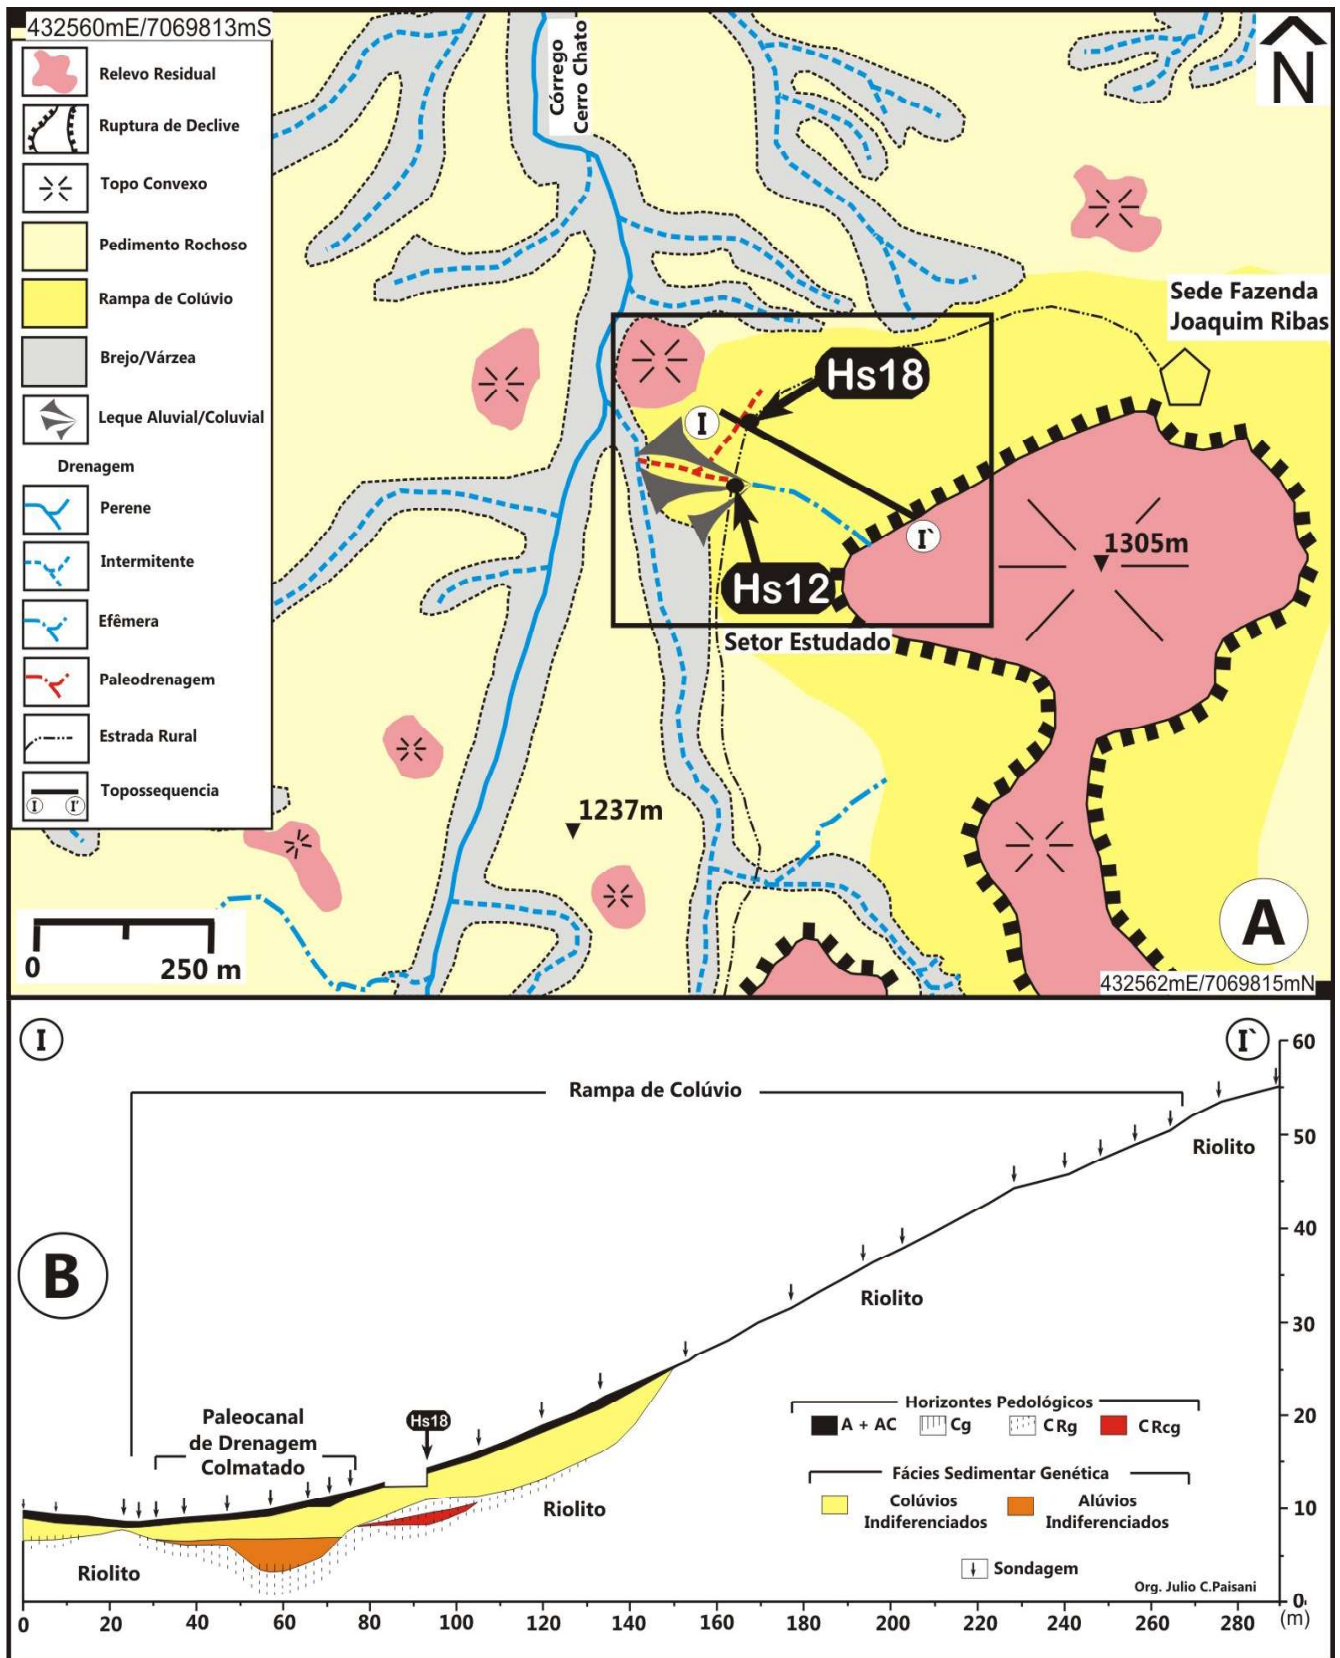 432560mE/7069813mS
Relevo Residual
Ruptura de Declive
Topo Convexo
Pedimento Rochoso
Rampa de Colúvio
Brejo/Várzea
Leque Aluvial/Coluvial
Drenagem
Perene
Intermitente
Efêmera
Paleodrenagem
Estrada Rural
Topossequencia
I I'
Córrego
Cerro Chato
N
Sede Fazenda
Joaquim Ribas
Hs18
I
I`
1305m
Hs12
Setor Estudado
1237m
A
0 250 m
432562mE/7069815mN
I
I`
60
Rampa de Colúvio
50
Riolito
B
40
Riolito
30
Horizontes Pedológicos
A + AC Cg CRg CRcg
20
Paleocanal
de Drenagem
Colmatado
Hs18
Fácies Sedimentar Genética
Colúvios
Indiferenciados
Alúvios
Indiferenciados
10
Riolito
Riolito
Sondagem
Org. Julio C.Paisani
0
(m)
0 20 40 60 80 100 120 140 160 180 200 220 240 260 280